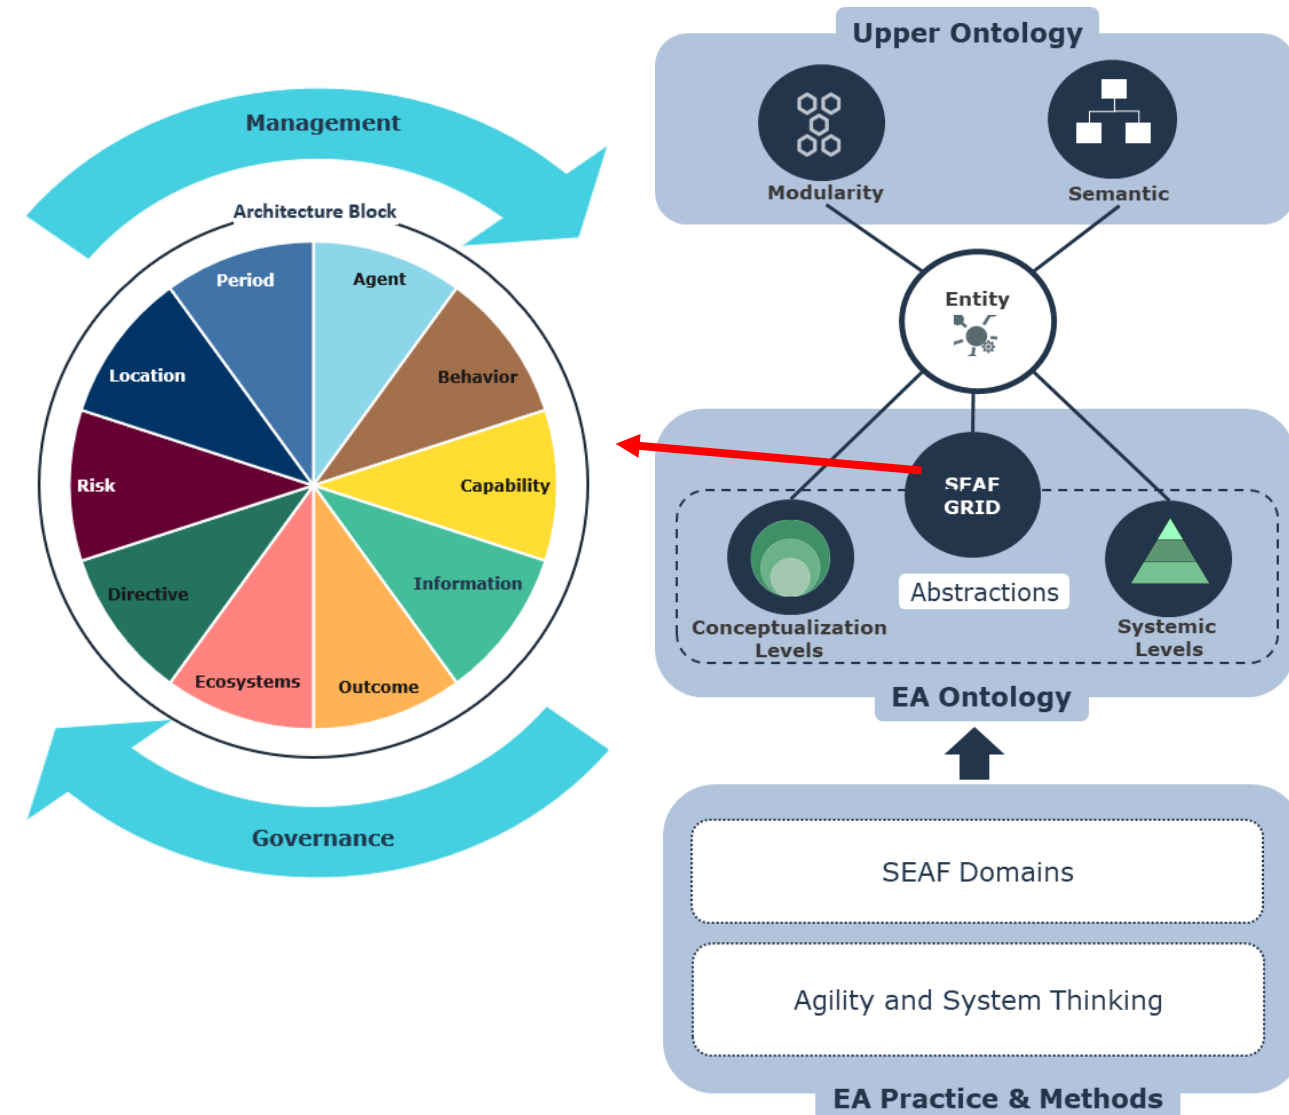 Management
Architecture Block
Period
Agent
Location
Behavior
Risk
Capability
Directive
Information
Ecosystems
Outcome
Governance
Upper Ontology
Modularity
Semantic
Entity
SEAF
GRID
Abstractions
Conceptualization
Levels
Systemic
Levels
EA Ontology
SEAF Domains
Agility and System Thinking
EA Practice & Methods